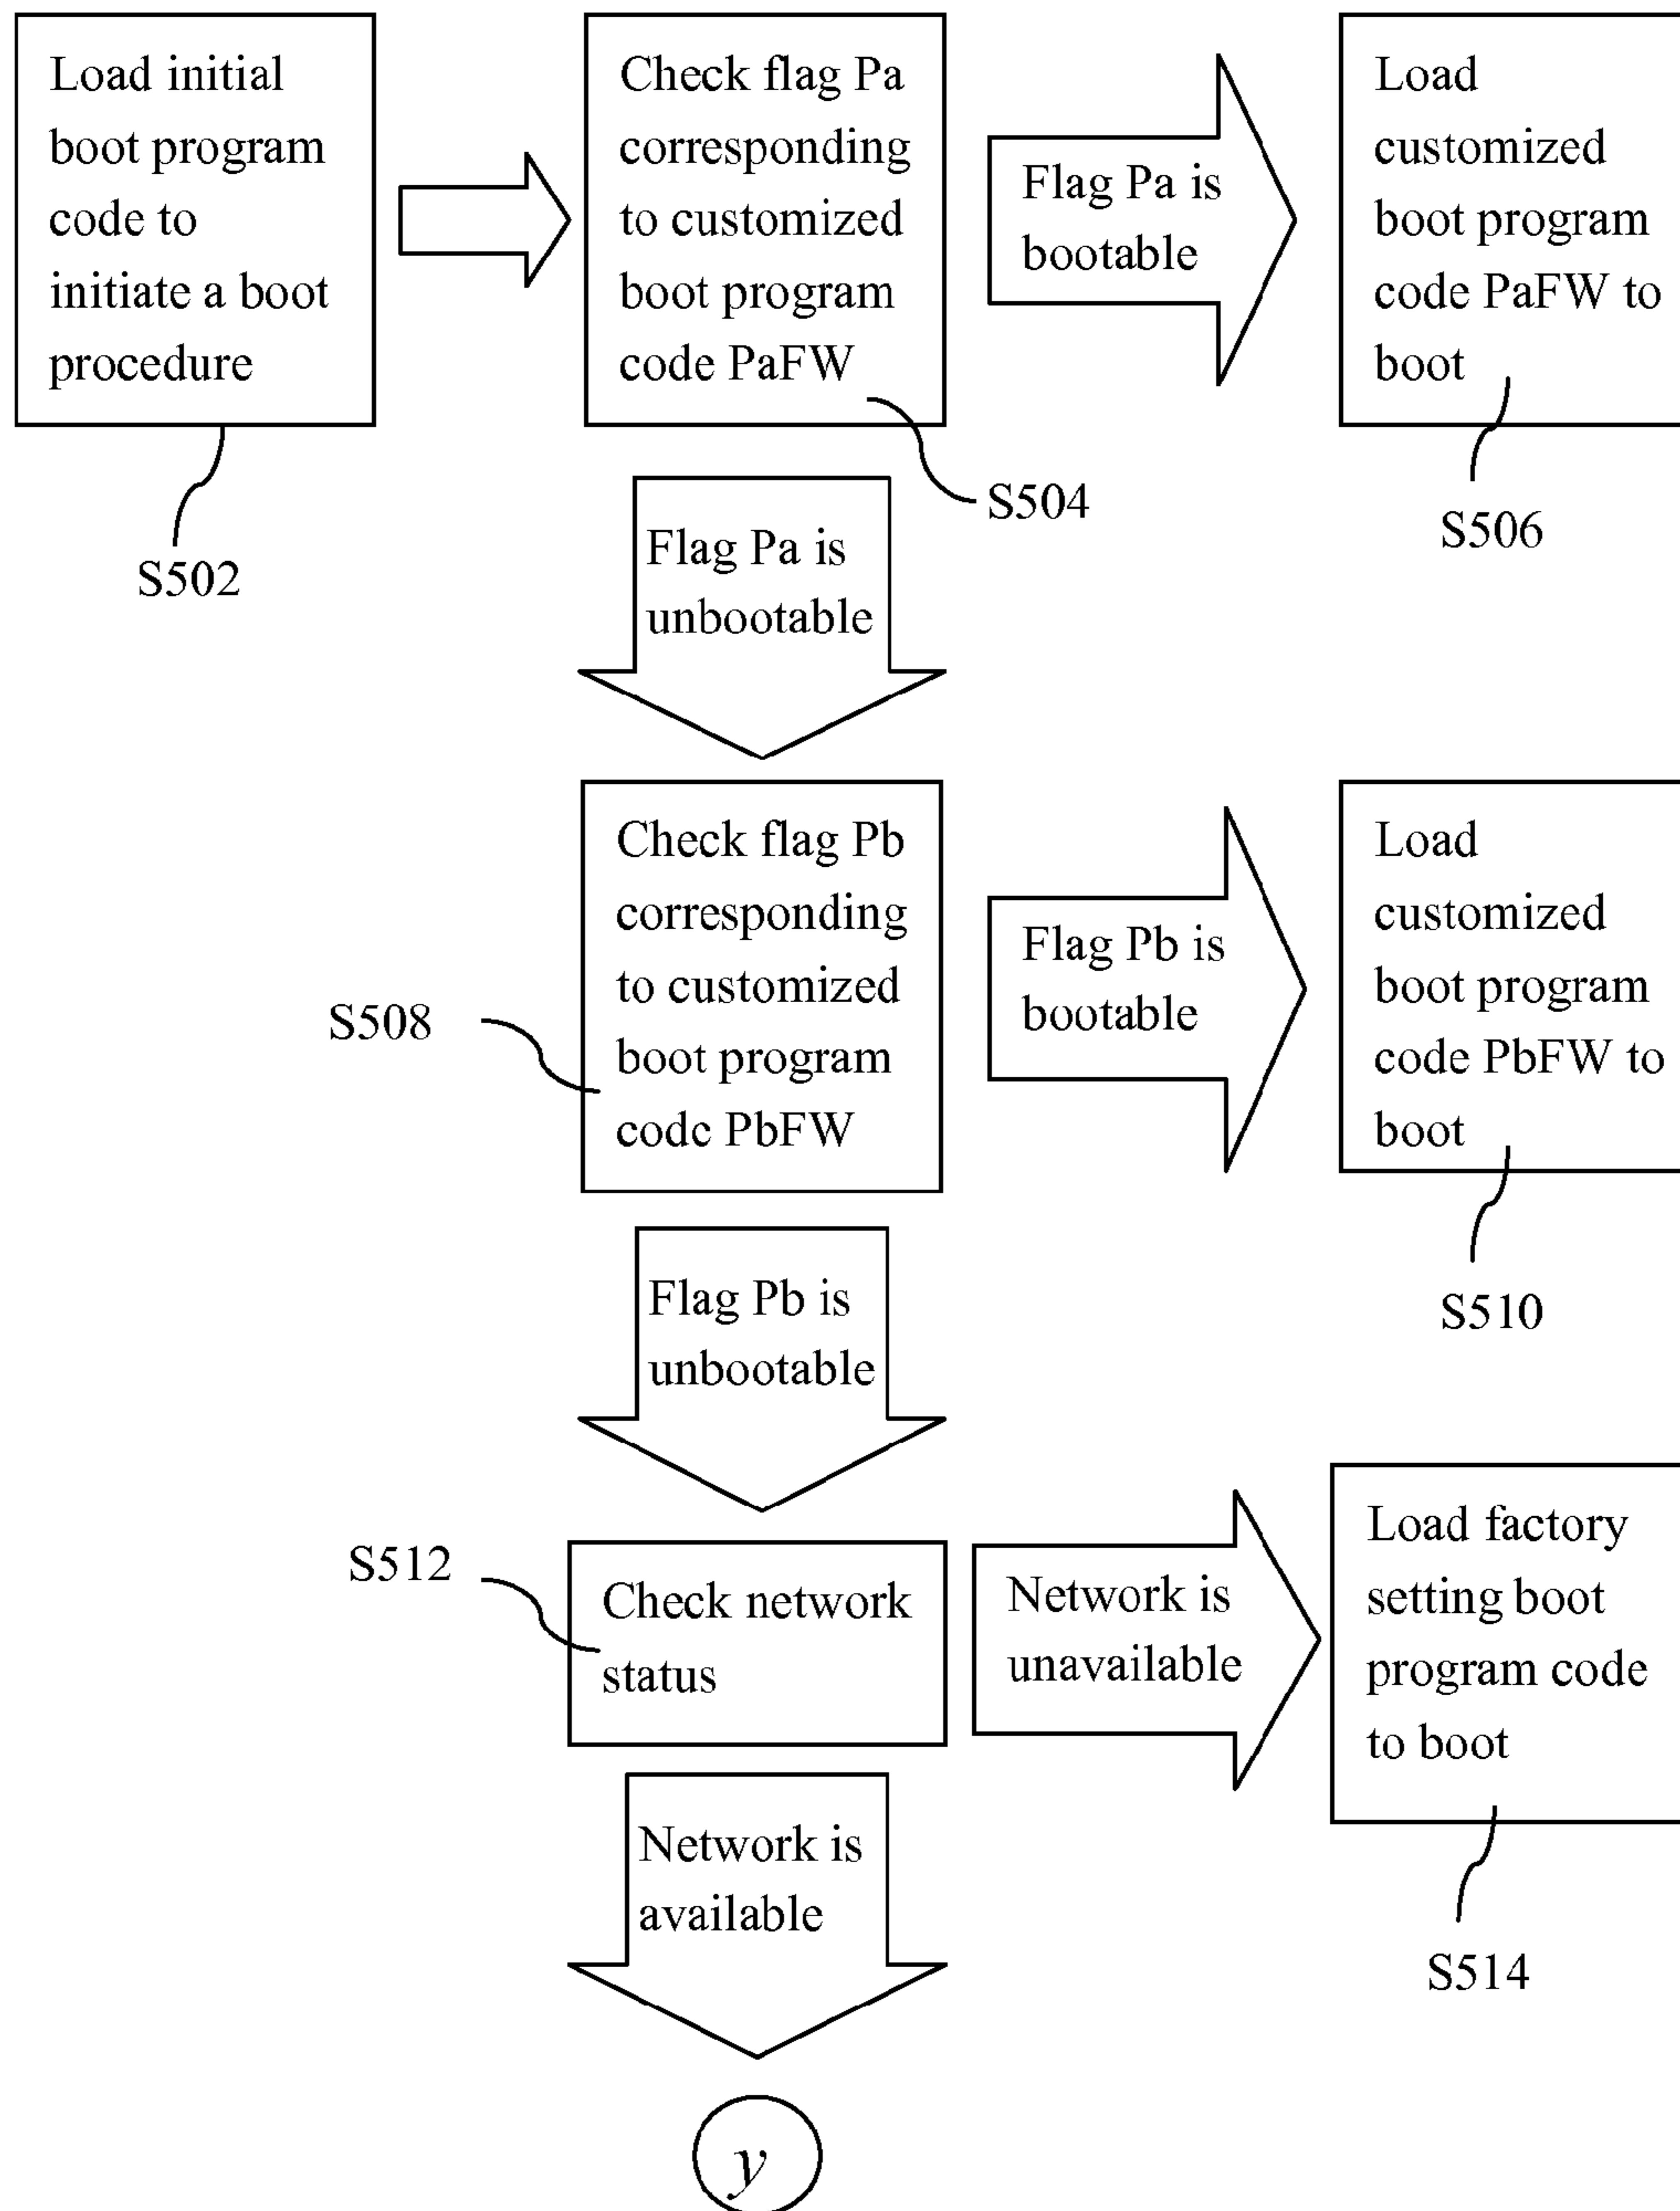 Load initial
boot program
code to
initiate a boot
procedure
S502
Check flag Pa
corresponding
to customized
boot program
code PaFW
S504
Flag Pa is
bootable
Load
customized
boot program
code PaFW to
boot
S506
Flag Pa is
unbootable
Check flag Pb
corresponding
to customized
boot program
code PbFW
S508
Flag Pb is
bootable
Load
customized
boot program
code PbFW to
boot
S510
Flag Pb is
unbootable
S512
Check network
status
Network is
unavailable
Load factory
setting boot
program code
to boot
S514
Network is
available
y